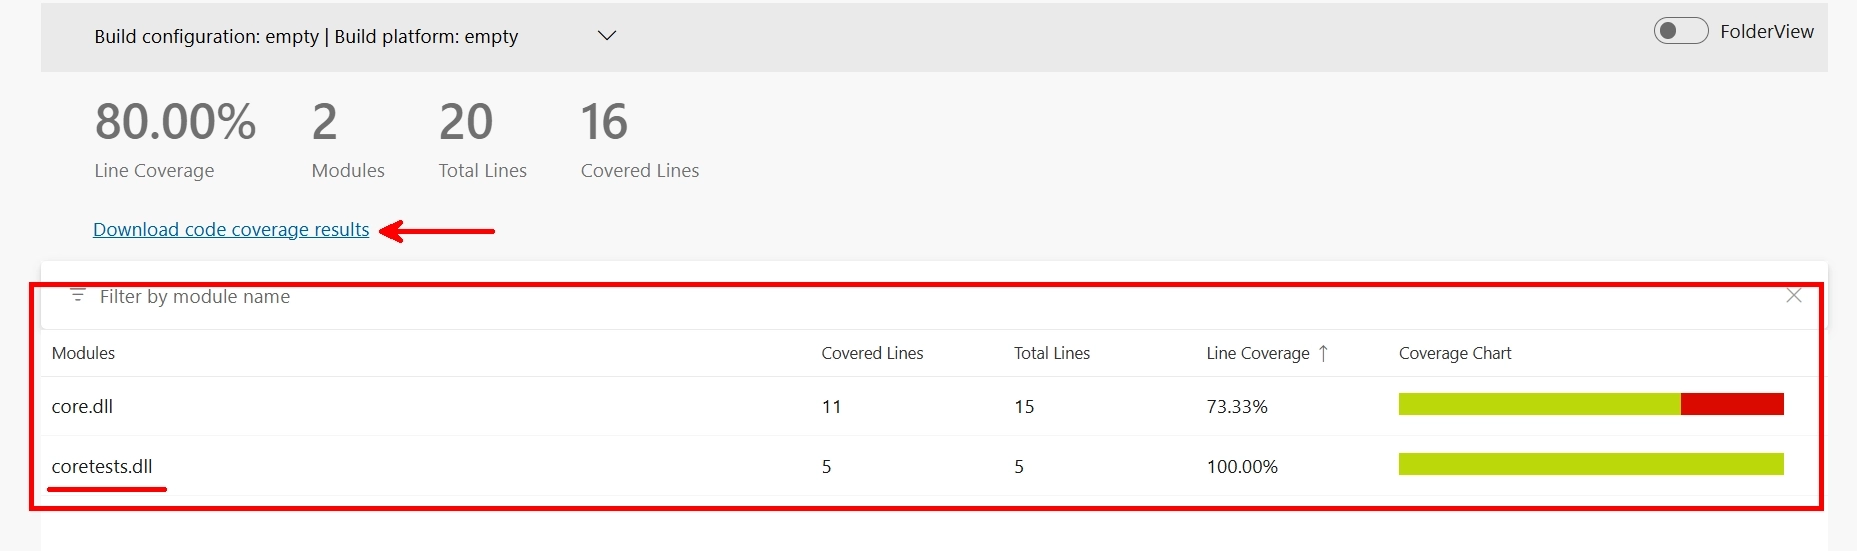 Build configuration: empty | Build platform: empty
FolderView
80.00% 2 20 16
Line Coverage Modules Total Lines Covered Lines
Download code coverage results
Filter by module name
Modules Covered Lines Total Lines Line Coverage ↑ Coverage Chart
core.dll 11 15 73.33%
coretests.dll 5 5 100.00%